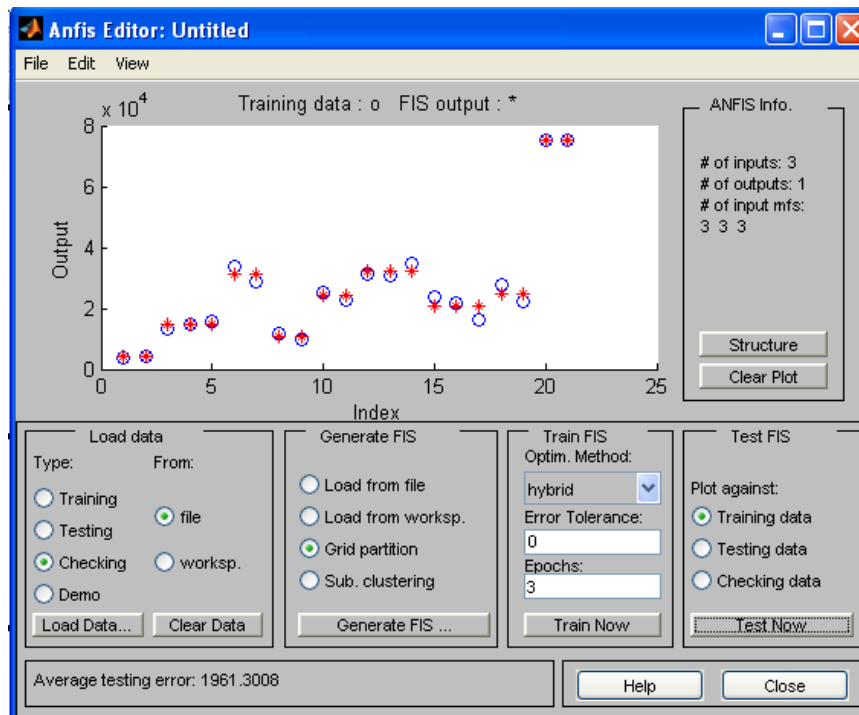 Anfis Editor: Untitled
File Edit View
x 10^4
Training data : o FIS output : *
8
6
4
2
0
Output
0 5 10 15 20 25
Index
ANFIS Info.
# of inputs: 3
# of outputs: 1
# of input mfs:
3 3 3
Structure
Clear Plot
Load data
Type: From:
Training
Testing
Checking
Demo
file
worksp.
Load Data... Clear Data
Generate FIS
Load from file
Load from worksp.
Grid partition
Sub. clustering
Generate FIS ...
Train FIS
Optim. Method:
hybrid
Error Tolerance:
0
Epochs:
3
Train Now
Test FIS
Plot against:
Training data
Testing data
Checking data
Test Now
Average testing error: 1961.3008
Help Close